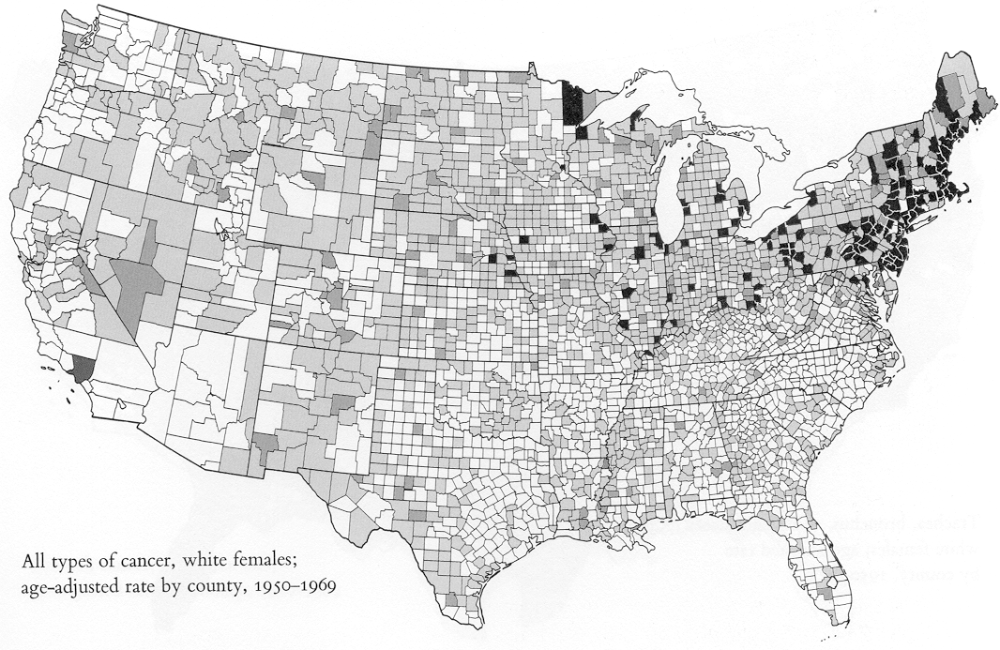 All types of cancer, white females;
age-adjusted rate by county, 1950–1969